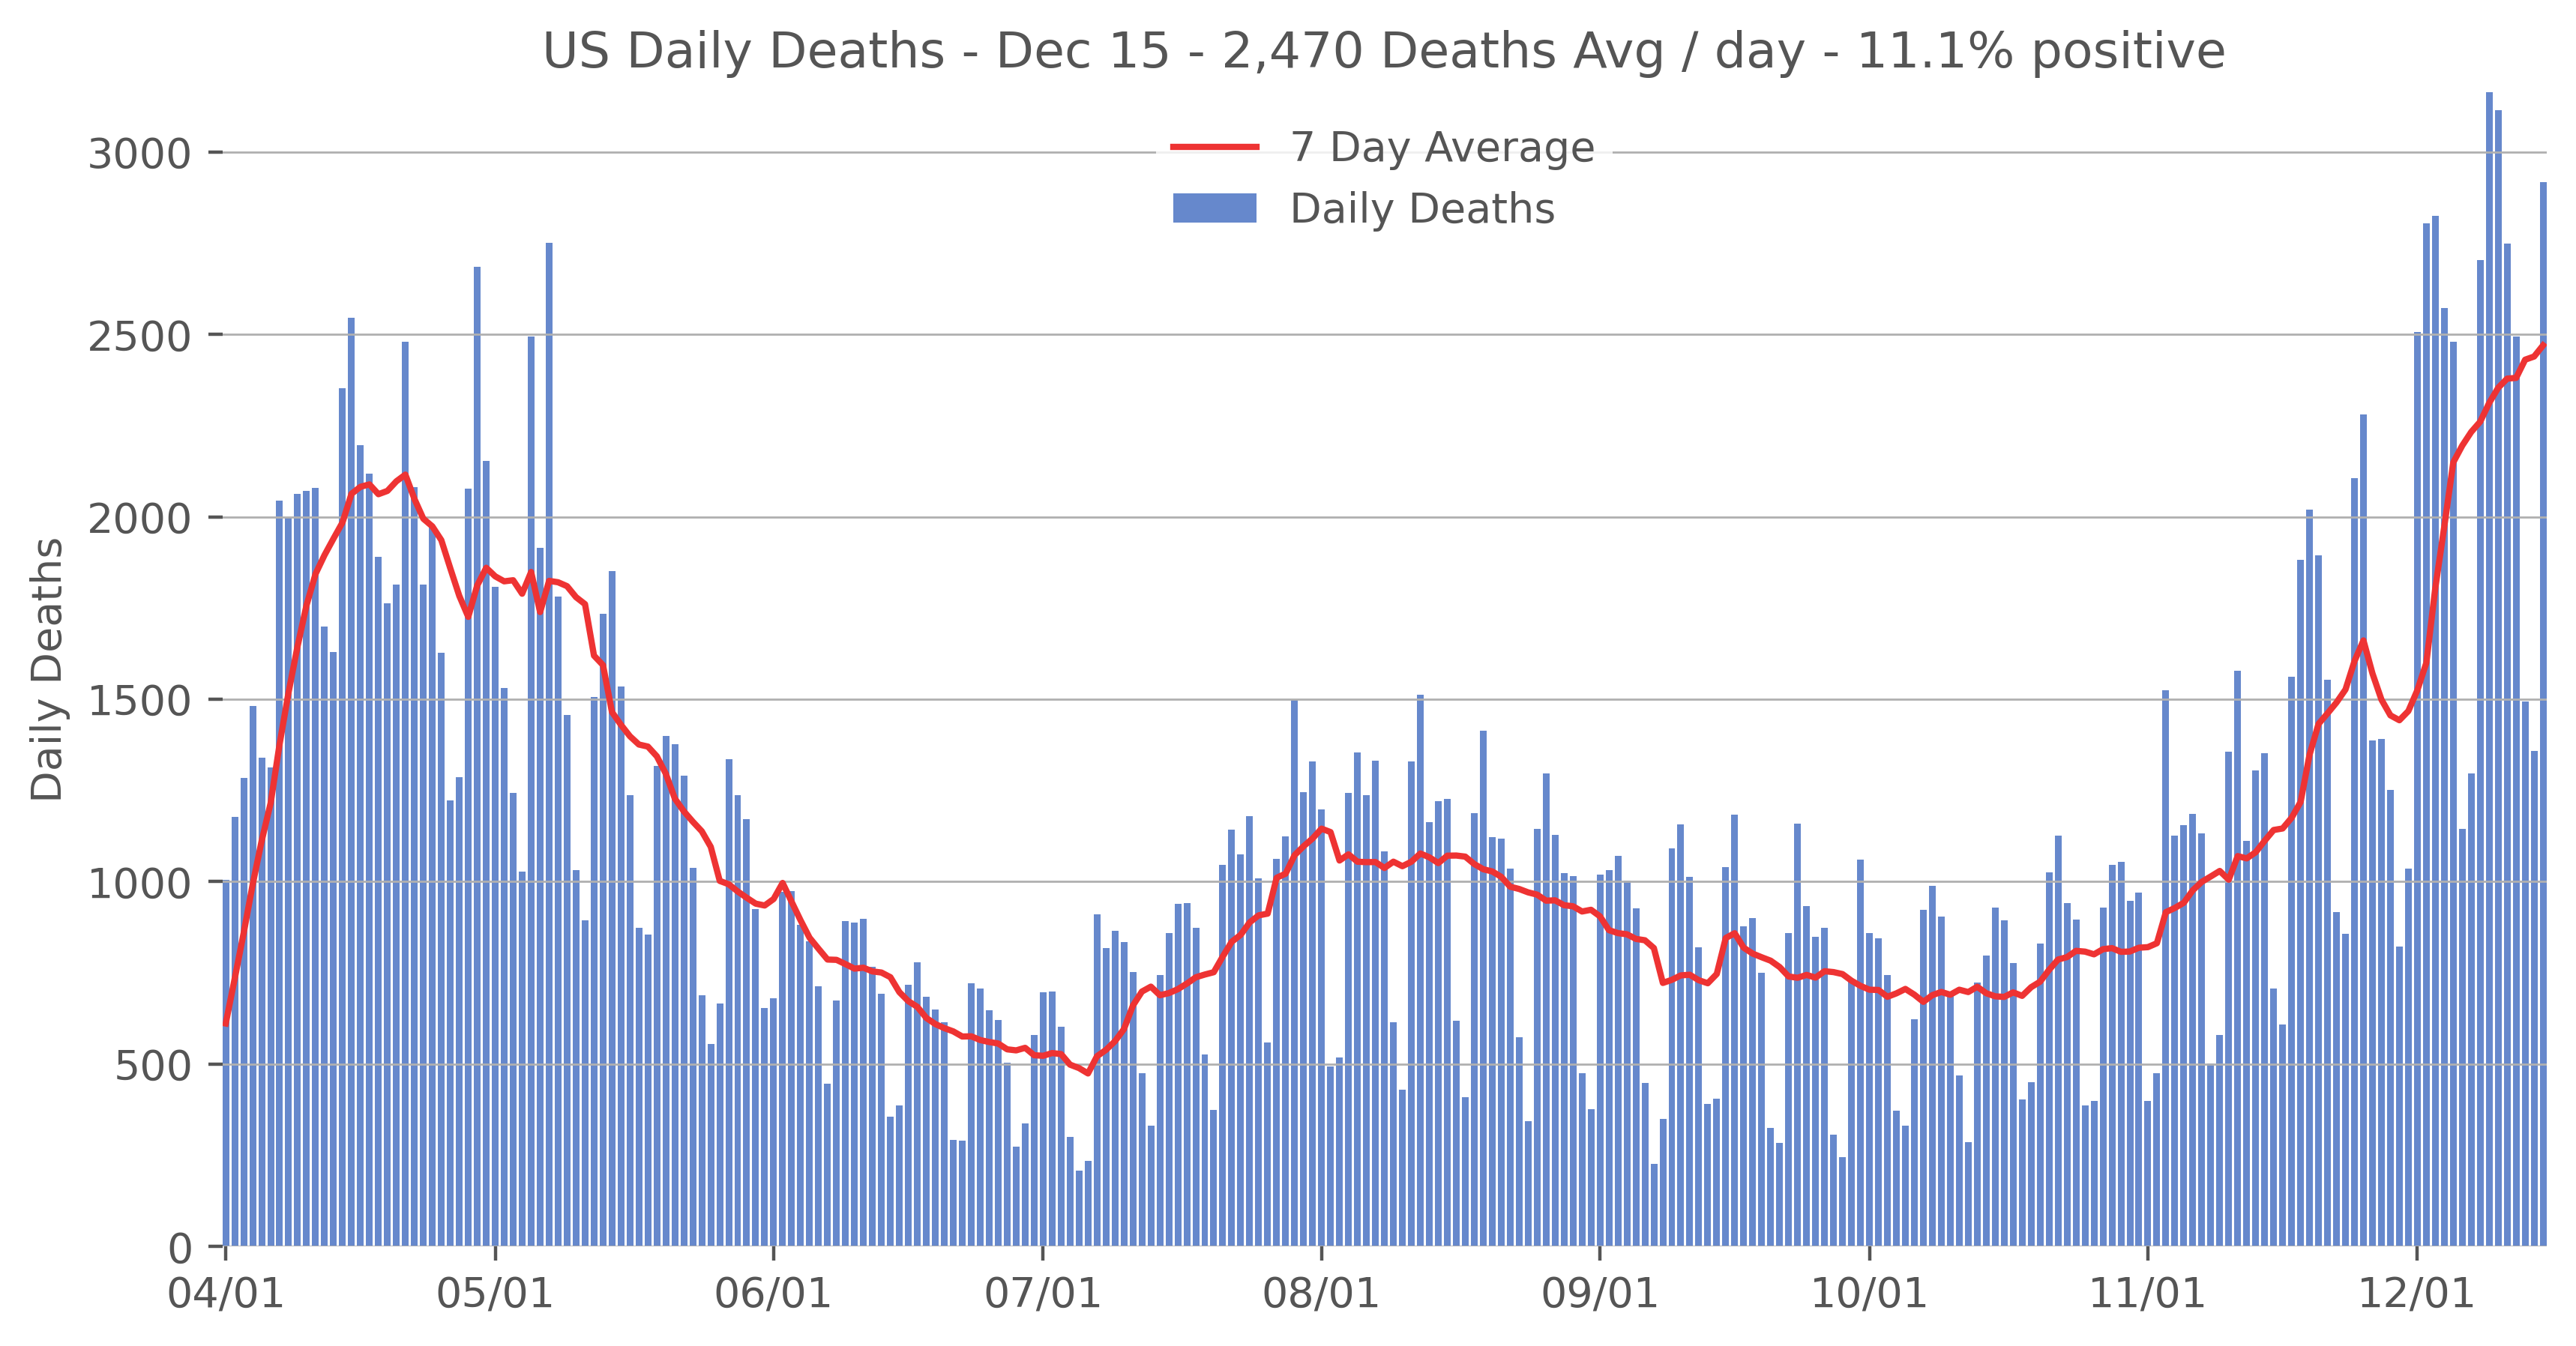 US Daily Deaths - Dec 15 - 2,470 Deaths Avg / day - 11.1% positive
7 Day Average
Daily Deaths
Daily Deaths
3000
2500
2000
1500
1000
500
0
04/01 05/01 06/01 07/01 08/01 09/01 10/01 11/01 12/01